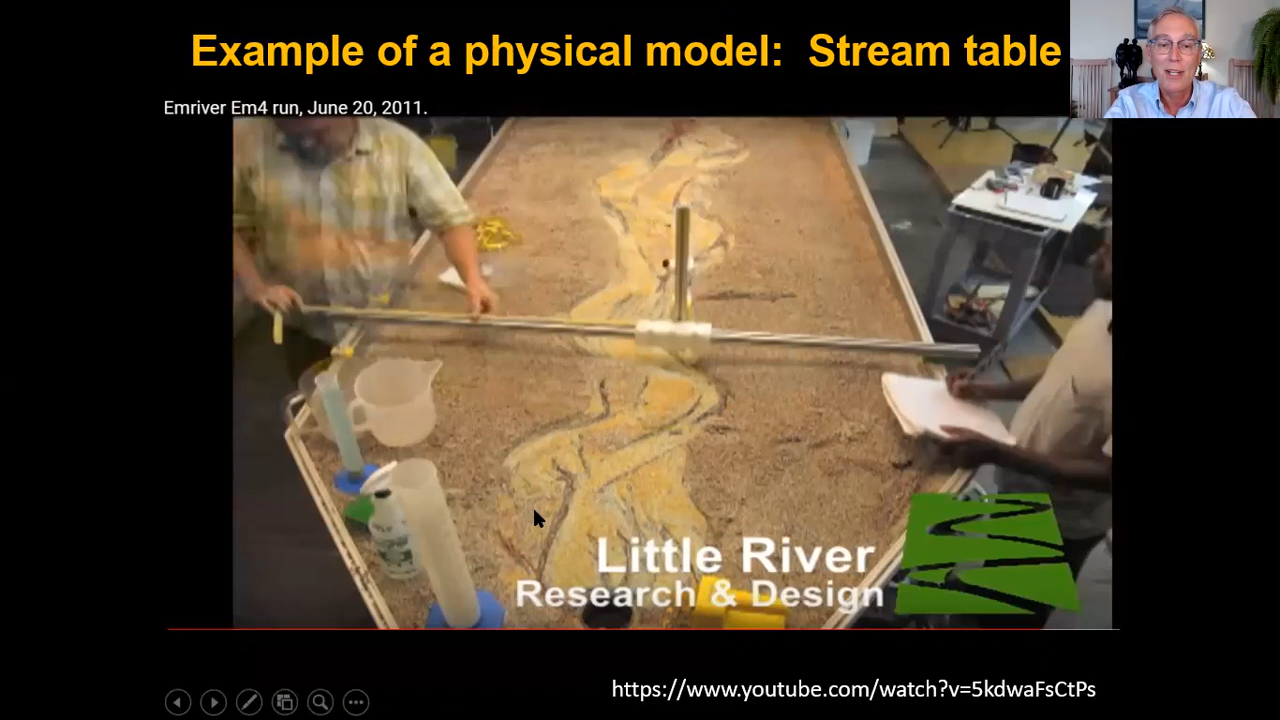 Example of a physical model:  Stream table
Emriver Em4 run, June 20, 2011.
Little River
Research & Design
https://www.youtube.com/watch?v=5kdwaFsCtPs